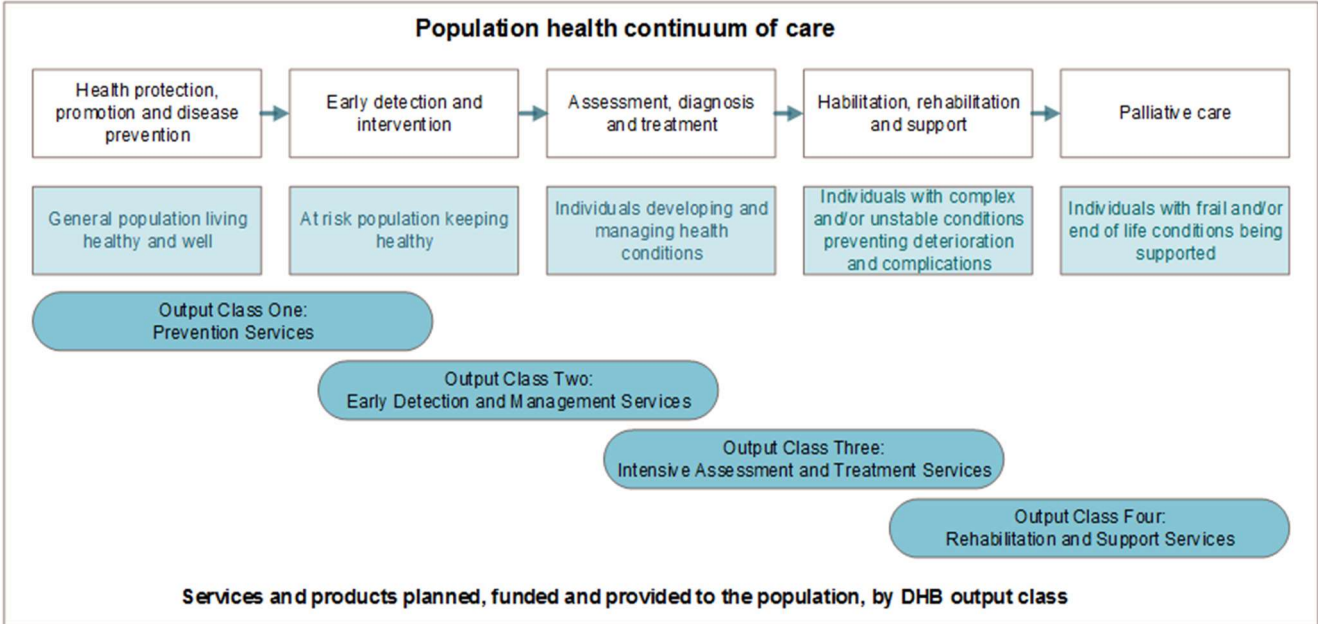 Population health continuum of care
Health protection,
promotion and disease
prevention
Early detection and
intervention
Assessment, diagnosis
and treatment
Habilitation, rehabilitation
and support
Palliative care
General population living
healthy and well
At risk population keeping
healthy
Individuals developing and
managing health
conditions
Individuals with complex
and/or unstable conditions
preventing deterioration
and complications
Individuals with frail and/or
end of life conditions being
supported
Output Class One:
Prevention Services
Output Class Two:
Early Detection and Management Services
Output Class Three:
Intensive Assessment and Treatment Services
Output Class Four:
Rehabilitation and Support Services
Services and products planned, funded and provided to the population, by DHB output class